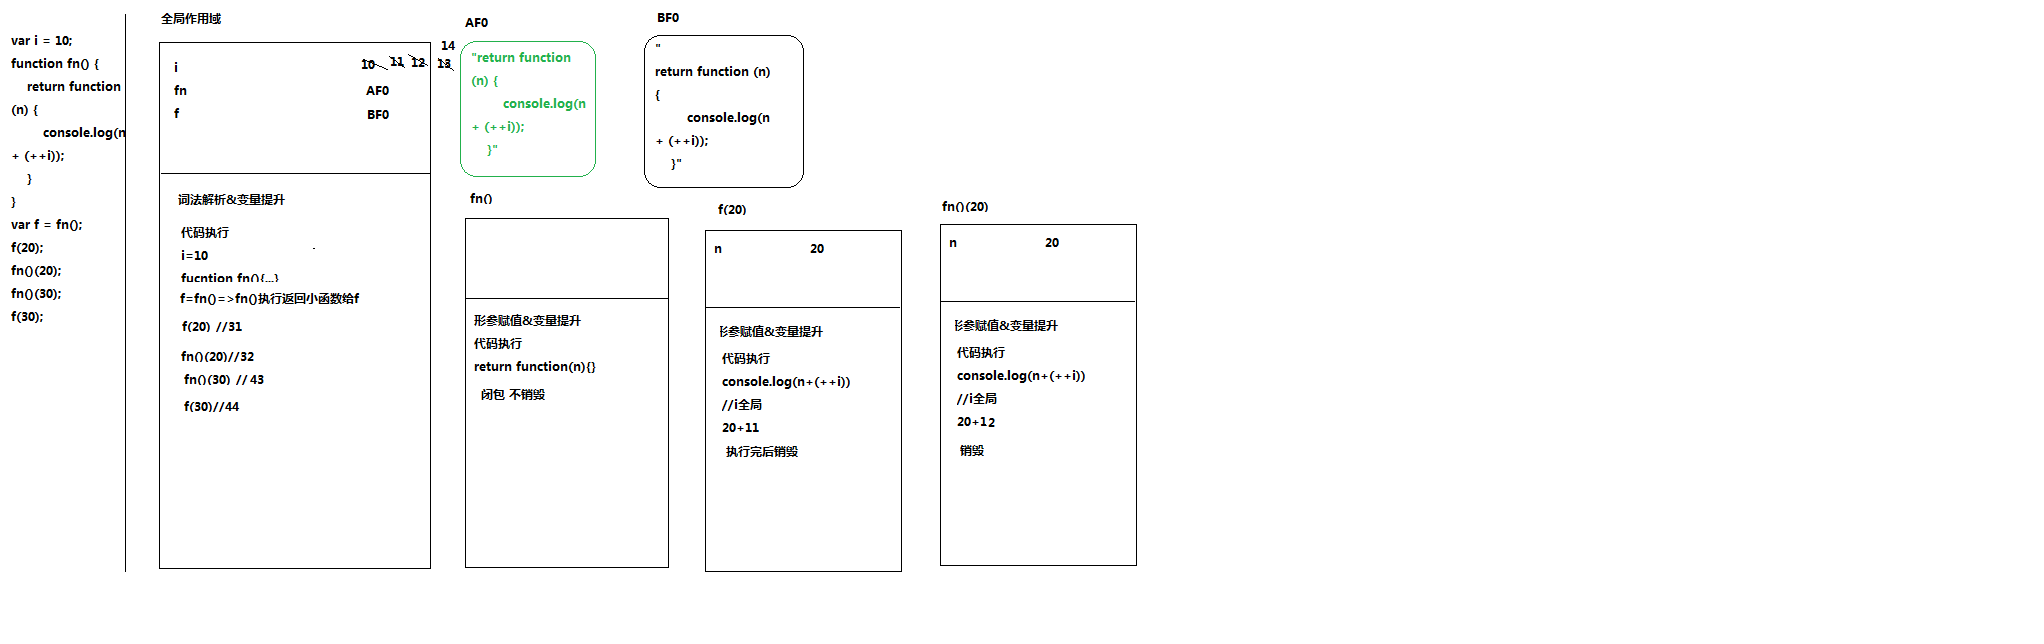 var i = 10;
function fn() {
return function
(n) {
console.log(n
+ (++i));
}
}
var f = fn();
f(20);
fn()(20);
fn()(30);
f(30);
全局作用域
i 10 11 12 13 14
fn AF0
f BF0
词法解析&变量提升
代码执行
i=10
fucntion fn(){...}
f=fn()=>fn()执行返回小函数给f
f(20) //31
fn()(20)//32
fn()(30) // 43
f(30)//44
AF0
"return function
(n) {
console.log(n
+ (++i));
}"
BF0
"
return function (n)
{
console.log(n
+ (++i));
}"
fn()
形参赋值&变量提升
代码执行
return function(n){}
闭包 不销毁
f(20)
n 20
形参赋值&变量提升
代码执行
console.log(n+(++i))
//i全局
20+11
执行完后销毁
fn()(20)
n 20
形参赋值&变量提升
代码执行
console.log(n+(++i))
//i全局
20+12
销毁